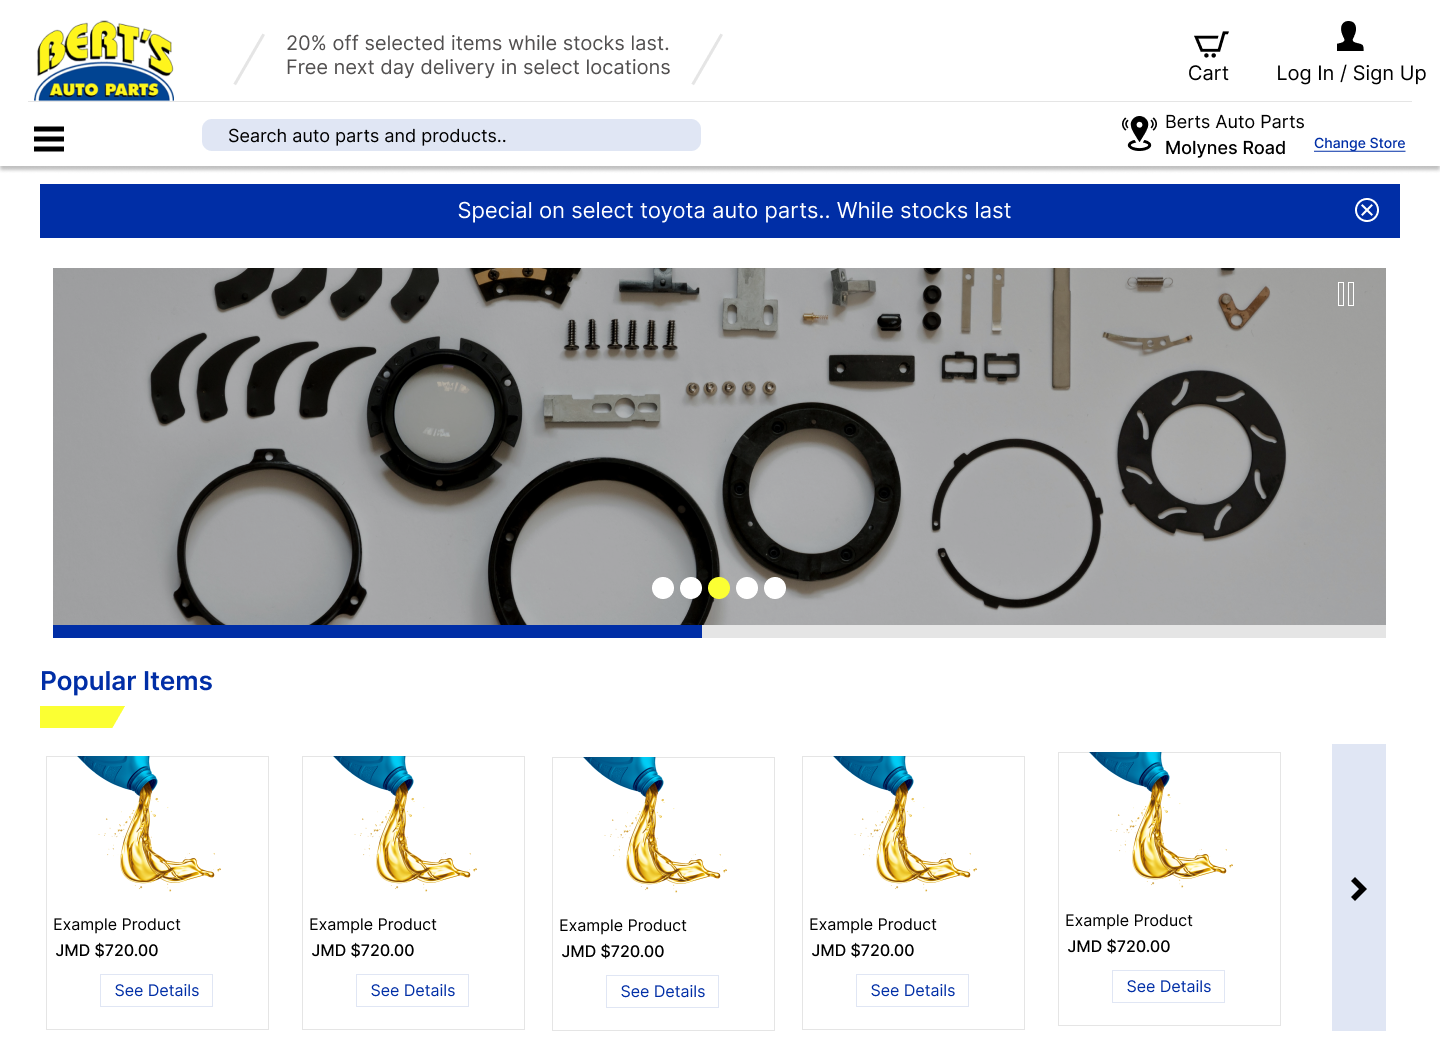 BERT'S
AUTO PARTS
20% off selected items while stocks last.
Free next day delivery in select locations
Cart
Log In / Sign Up
Search auto parts and products..
Berts Auto Parts
Molynes Road
Change Store
Special on select toyota auto parts.. While stocks last
Popular Items
Example Product
JMD $720.00
See Details
Example Product
JMD $720.00
See Details
Example Product
JMD $720.00
See Details
Example Product
JMD $720.00
See Details
Example Product
JMD $720.00
See Details